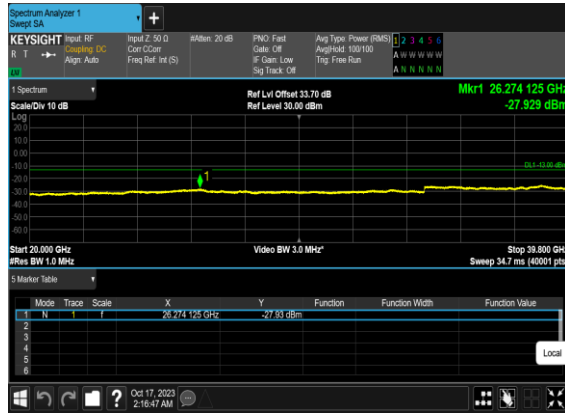 Spectrum Analyzer 1
Swept SA
+
KEYSIGHT Input: RF Input Z: 50 Ω #Atten: 20 dB PNO: Fast Avg Type: Power (RMS) 1 2 3 4 5 6
R T Coupling: DC Corr CCorr Gate: Off Avg|Hold: 100/100 A W W W W W
Align: Auto Freq Ref: Int (S) IF Gain: Low Trig: Free Run
Sig Track: Off A N N N N N
1 Spectrum
Ref Lvl Offset 33.70 dB Mkr1 26.274 125 GHz
Scale/Div 10 dB Ref Level 30.00 dBm -27.929 dBm
Log
20.0
10.0
0.00
-10.0
DL1 -13.00 dBm
-20.0
1
-30.0
-40.0
-50.0
-60.0
Start 20.000 GHz Video BW 3.0 MHz* Stop 39.800 GHz
#Res BW 1.0 MHz Sweep 34.7 ms (40001 pts)
5 Marker Table
Mode Trace Scale X Y Function Function Width Function Value
1 N 1 f 26.274 125 GHz -27.93 dBm
2
3
4
5
6
Local
? Oct 17, 2023
2:16:47 AM